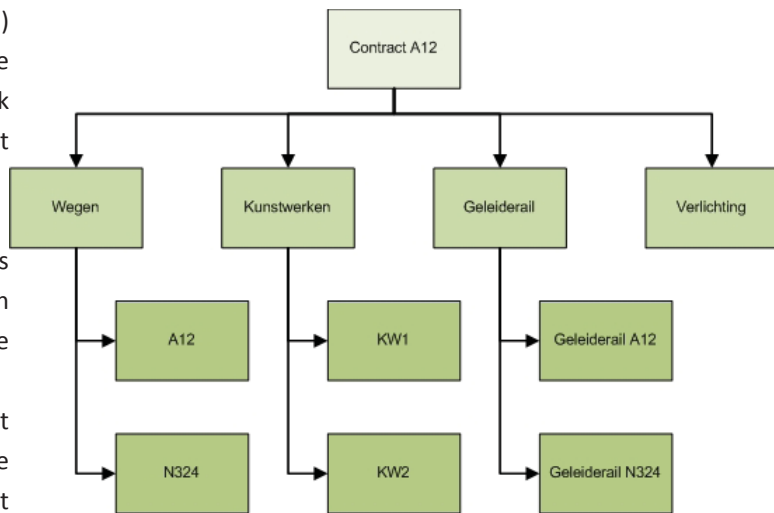 )
e
k
t
s
n
e
t
e
t
Contract A12
Wegen
Kunstwerken
Geleiderail
Verlichting
A12
KW1
Geleiderail A12
N324
KW2
Geleiderail N324